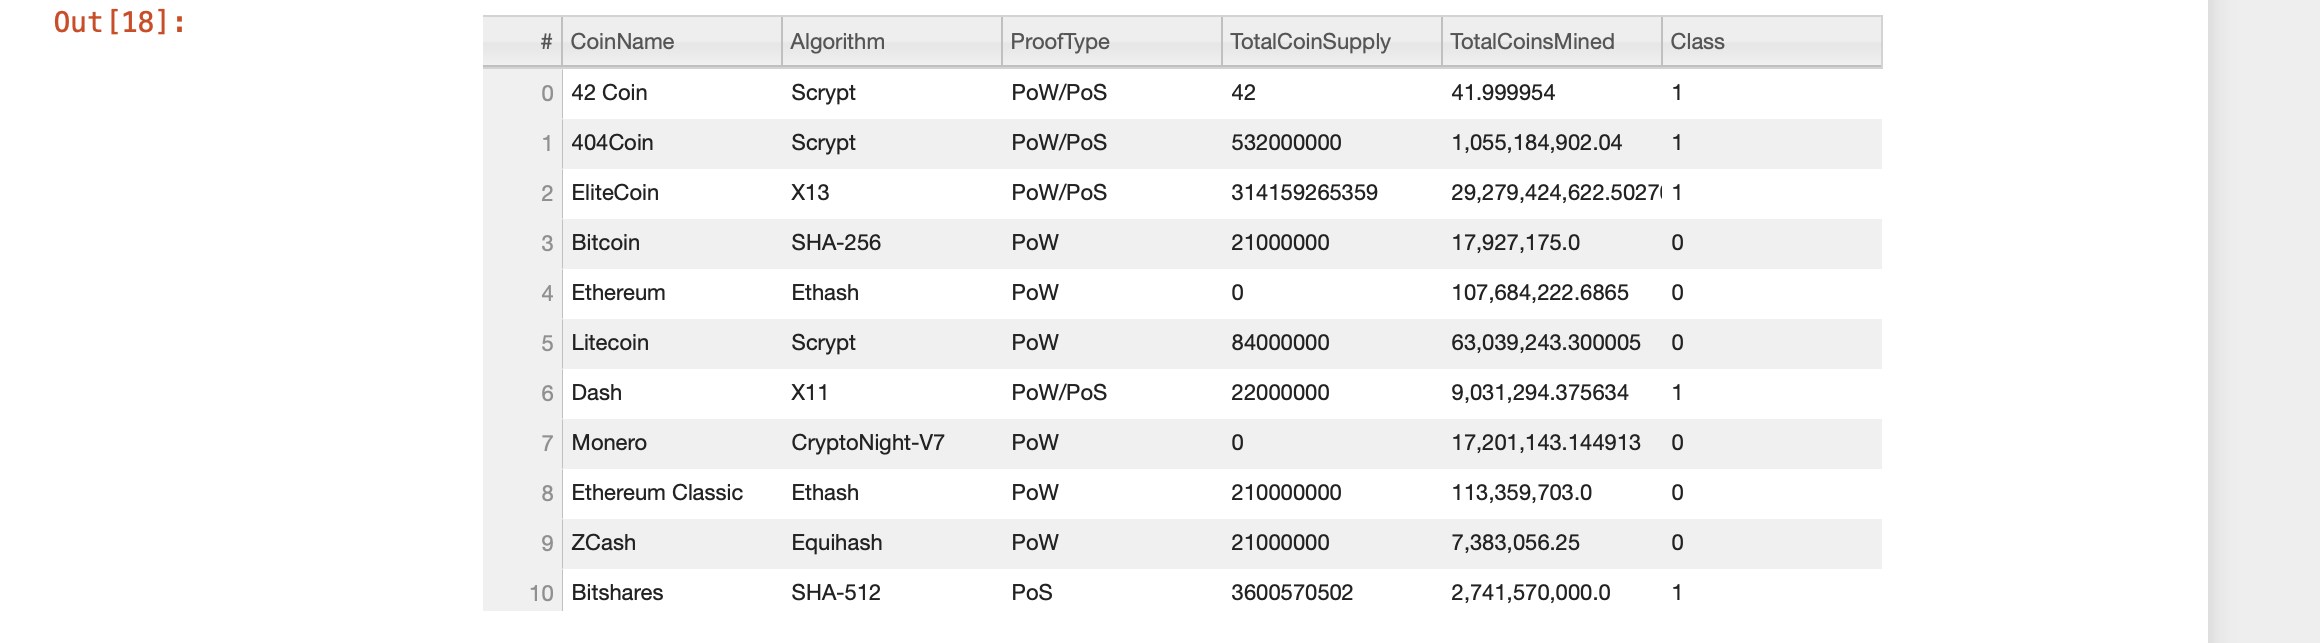 Out[18]:
# CoinName Algorithm ProofType TotalCoinSupply TotalCoinsMined Class
0 42 Coin Scrypt PoW/PoS 42 41.999954 1
1 404Coin Scrypt PoW/PoS 532000000 1,055,184,902.04 1
2 EliteCoin X13 PoW/PoS 314159265359 29,279,424,622.5027 1
3 Bitcoin SHA-256 PoW 21000000 17,927,175.0 0
4 Ethereum Ethash PoW 0 107,684,222.6865 0
5 Litecoin Scrypt PoW 84000000 63,039,243.300005 0
6 Dash X11 PoW/PoS 22000000 9,031,294.375634 1
7 Monero CryptoNight-V7 PoW 0 17,201,143.144913 0
8 Ethereum Classic Ethash PoW 210000000 113,359,703.0 0
9 ZCash Equihash PoW 21000000 7,383,056.25 0
10 Bitshares SHA-512 PoS 3600570502 2,741,570,000.0 1